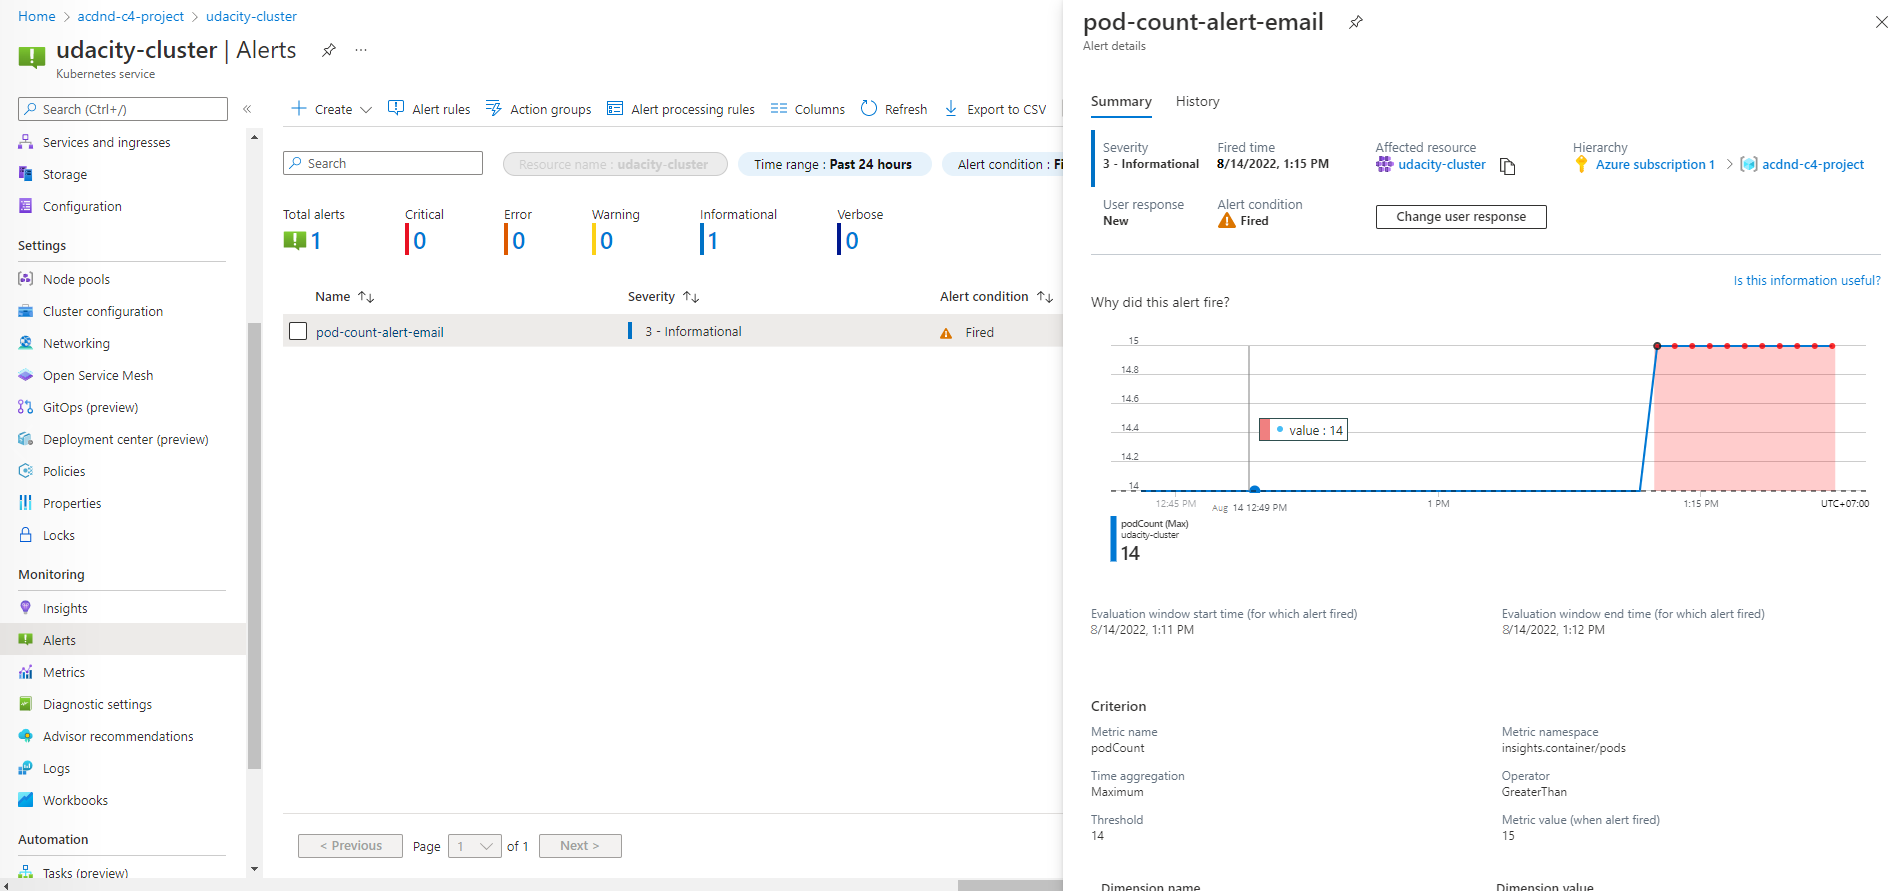 Home > acdnd-c4-project > udacity-cluster
udacity-cluster | Alerts
Kubernetes service
Search (Ctrl+/)
Services and ingresses
Storage
Configuration
Settings
Node pools
Cluster configuration
Networking
Open Service Mesh
GitOps (preview)
Deployment center (preview)
Policies
Properties
Locks
Monitoring
Insights
Alerts
Metrics
Diagnostic settings
Advisor recommendations
Logs
Workbooks
Automation
Tasks (preview)
Create
Alert rules
Action groups
Alert processing rules
Columns
Refresh
Export to CSV
Search
Resource name : udacity-cluster
Time range : Past 24 hours
Alert condition : Fi
Total alerts
1
Critical
0
Error
0
Warning
0
Informational
1
Verbose
0
Name Severity Alert condition
pod-count-alert-email 3 - Informational Fired
< Previous Page 1 of 1 Next >
pod-count-alert-email
Alert details
Summary History
Severity
3 - Informational
Fired time
8/14/2022, 1:15 PM
Affected resource
udacity-cluster
Hierarchy
Azure subscription 1 > acdnd-c4-project
User response
New
Alert condition
Fired
Change user response
Is this information useful?
Why did this alert fire?
15
14.8
14.6
14.4
14.2
14
value : 14
12:45 PM
Aug 14 12:49 PM
1 PM
1:15 PM
UTC+07:00
podCount (Max)
udacity-cluster
14
Evaluation window start time (for which alert fired)
8/14/2022, 1:11 PM
Evaluation window end time (for which alert fired)
8/14/2022, 1:12 PM
Criterion
Metric name
podCount
Metric namespace
insights.container/pods
Time aggregation
Maximum
Operator
GreaterThan
Threshold
14
Metric value (when alert fired)
15
Dimension name
Dimension value